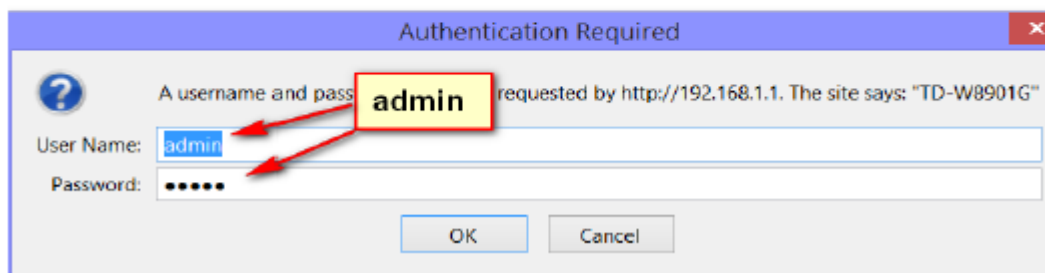 Authentication Required
A username and pass admin requested by http://192.168.1.1. The site says: "TD-W8901G"
User Name: admin
Password: •••••
OK Cancel